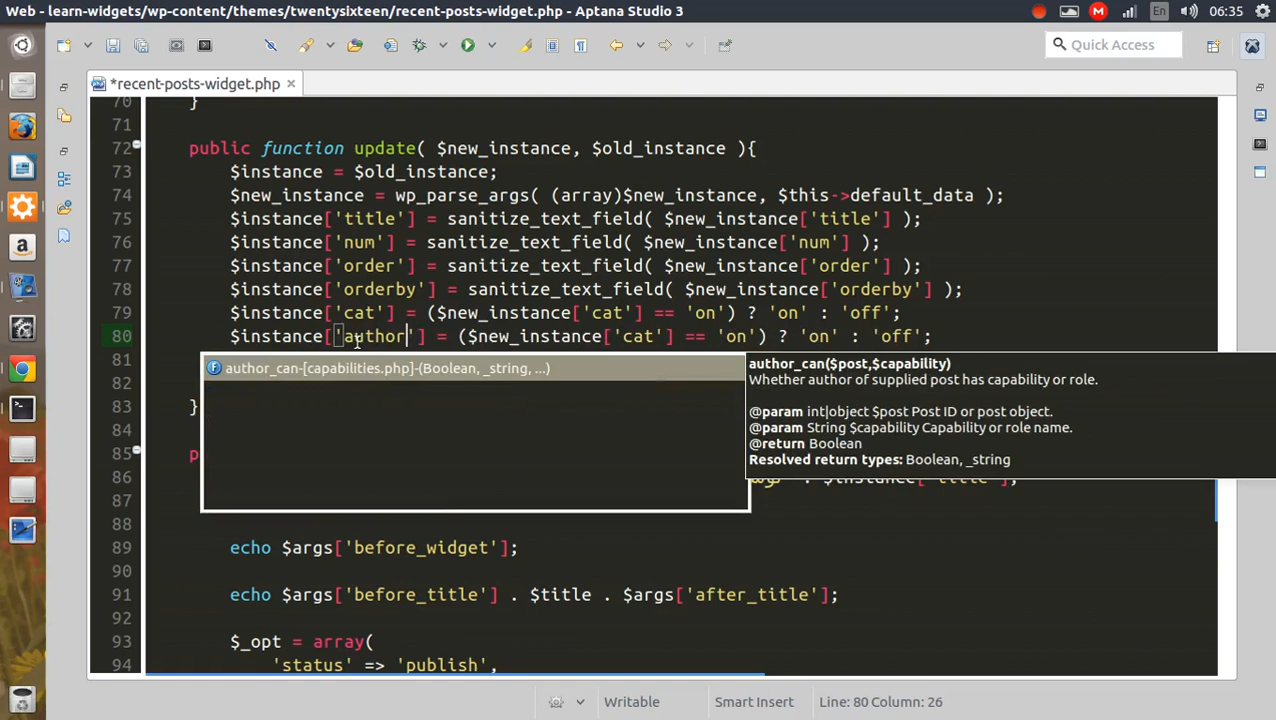 Web - learn-widgets/wp-content/themes/twentysixteen/recent-posts-widget.php - Aptana Studio 3
En
06:35
Quick Access
*recent-posts-widget.php
70 }
71
72 public function update( $new_instance, $old_instance ){
73 $instance = $old_instance;
74 $new_instance = wp_parse_args( (array)$new_instance, $this->default_data );
75 $instance['title'] = sanitize_text_field( $new_instance['title'] );
76 $instance['num'] = sanitize_text_field( $new_instance['num'] );
77 $instance['order'] = sanitize_text_field( $new_instance['order'] );
78 $instance['orderby'] = sanitize_text_field( $new_instance['orderby'] );
79 $instance['cat'] = ($new_instance['cat'] == 'on') ? 'on' : 'off';
80 $instance['author'] = ($new_instance['cat'] == 'on') ? 'on' : 'off';
81
82
83 }
84
85 p
86
87
88
89 echo $args['before_widget'];
90
91 echo $args['before_title'] . $title . $args['after_title'];
92
93 $_opt = array(
94 'status' => 'publish',
author_can-[capabilities.php]-(Boolean, _string, ...)
author_can($post,$capability)
Whether author of supplied post has capability or role.
@param int|object $post Post ID or post object.
@param String $capability Capability or role name.
@return Boolean
Resolved return types: Boolean, _string
Writable
Smart Insert
Line: 80 Column: 26